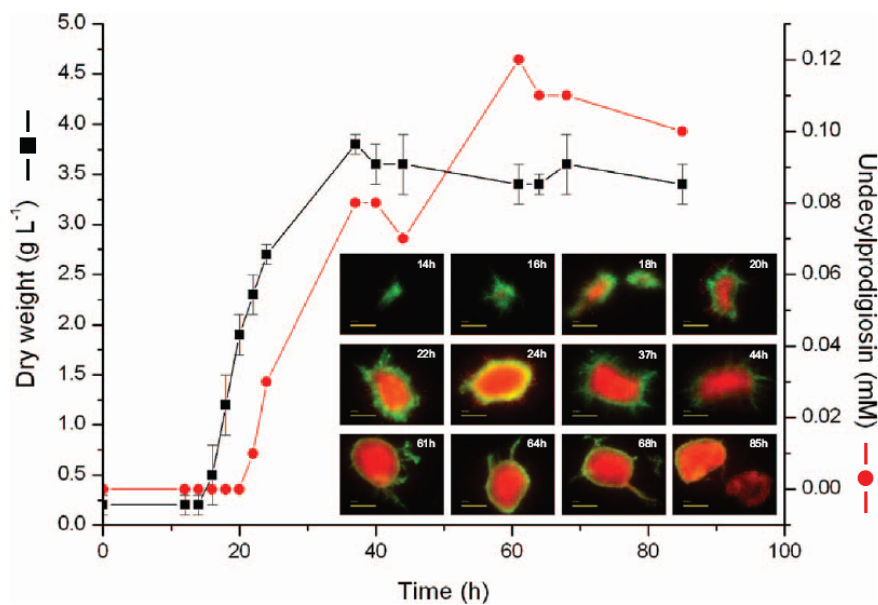 5.0
4.5
4.0
3.5
3.0
2.5
2.0
1.5
1.0
0.5
0.0
Dry weight (g L⁻¹)
0.12
0.10
0.08
0.06
0.04
0.02
0.00
Undecylprodigiosin (mM)
14h 16h 18h 20h
22h 24h 37h 44h
61h 64h 68h 85h
0 20 40 60 80 100
Time (h)